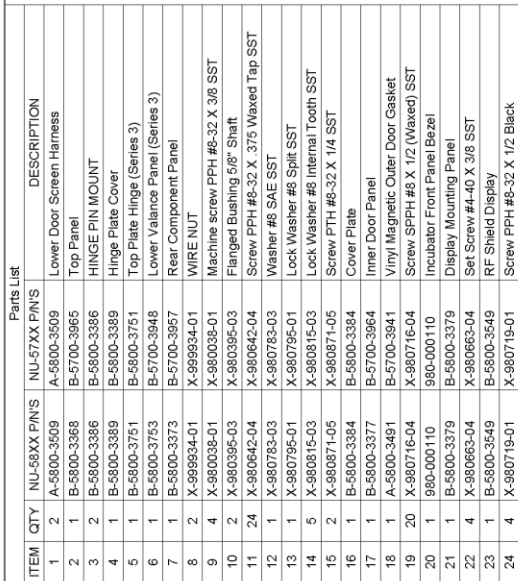 Parts List
ITEM QTY NU-58XX P/N'S NU-57XX P/N'S DESCRIPTION
1 2 A-5800-3509 A-5800-3509 Lower Door Screen Harness
2 1 B-5800-3368 B-5700-3965 Top Panel
3 2 B-5800-3386 B-5800-3386 HINGE PIN MOUNT
4 1 B-5800-3389 B-5800-3389 Hinge Plate Cover
5 1 B-5800-3751 B-5800-3751 Top Plate Hinge (Series 3)
6 1 B-5800-3753 B-5700-3948 Lower Valance Panel (Series 3)
7 1 B-5800-3373 B-5700-3957 Rear Component Panel
8 2 X-999934-01 X-999934-01 WIRE NUT
9 4 X-980038-01 X-980038-01 Machine screw PPH #8-32 X 3/8 SST
10 2 X-980395-03 X-980395-03 Flanged Bushing 5/8" Shaft
11 24 X-980642-04 X-980642-04 Screw PPH #8-32 X .375 Waxed Tap SST
12 1 X-980783-03 X-980783-03 Washer #8 SAE SST
13 1 X-980795-01 X-980795-01 Lock Washer #8 Split SST
14 5 X-980815-03 X-980815-03 Lock Washer #8 Internal Tooth SST
15 2 X-980871-05 X-980871-05 Screw PTH #8-32 X 1/4 SST
16 1 B-5800-3384 B-5800-3384 Cover Plate
17 1 B-5800-3377 B-5700-3964 Inner Door Panel
18 1 A-5800-3491 B-5700-3941 Vinyl Magnetic Outer Door Gasket
19 20 X-980716-04 X-980716-04 Screw SPPH #8 X 1/2 (Waxed) SST
20 1 980-000110 980-000110 Incubator Front Panel Bezel
21 1 B-5800-3379 B-5800-3379 Display Mounting Panel
22 4 X-980663-04 X-980663-04 Set Screw #4-40 X 3/8 SST
23 1 B-5800-3549 B-5800-3549 RF Shield Display
24 4 X-980719-01 X-980719-01 Screw PPH #8-32 X 1/2 Black